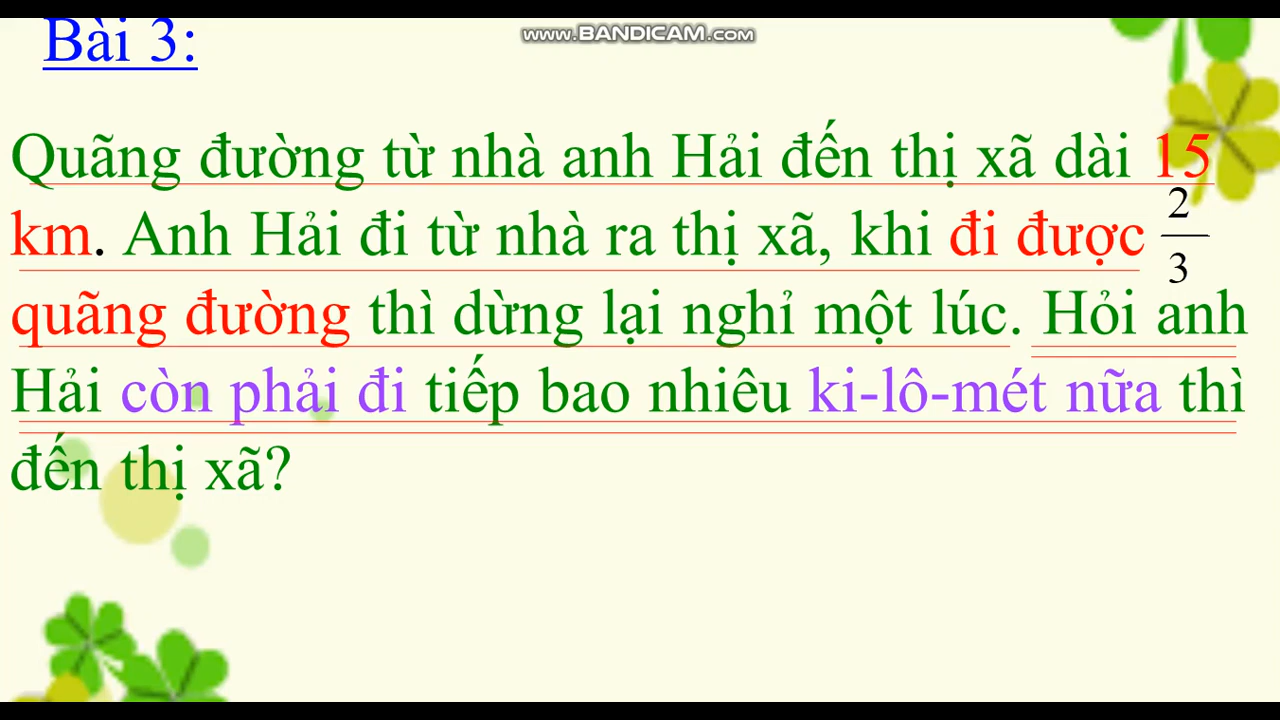 www.BANDICAM.com
Bài 3:
Quãng đường từ nhà anh Hải đến thị xã dài 15
km. Anh Hải đi từ nhà ra thị xã, khi đi được 2/3
quãng đường thì dừng lại nghỉ một lúc. Hỏi anh
Hải còn phải đi tiếp bao nhiêu ki-lô-mét nữa thì
đến thị xã?